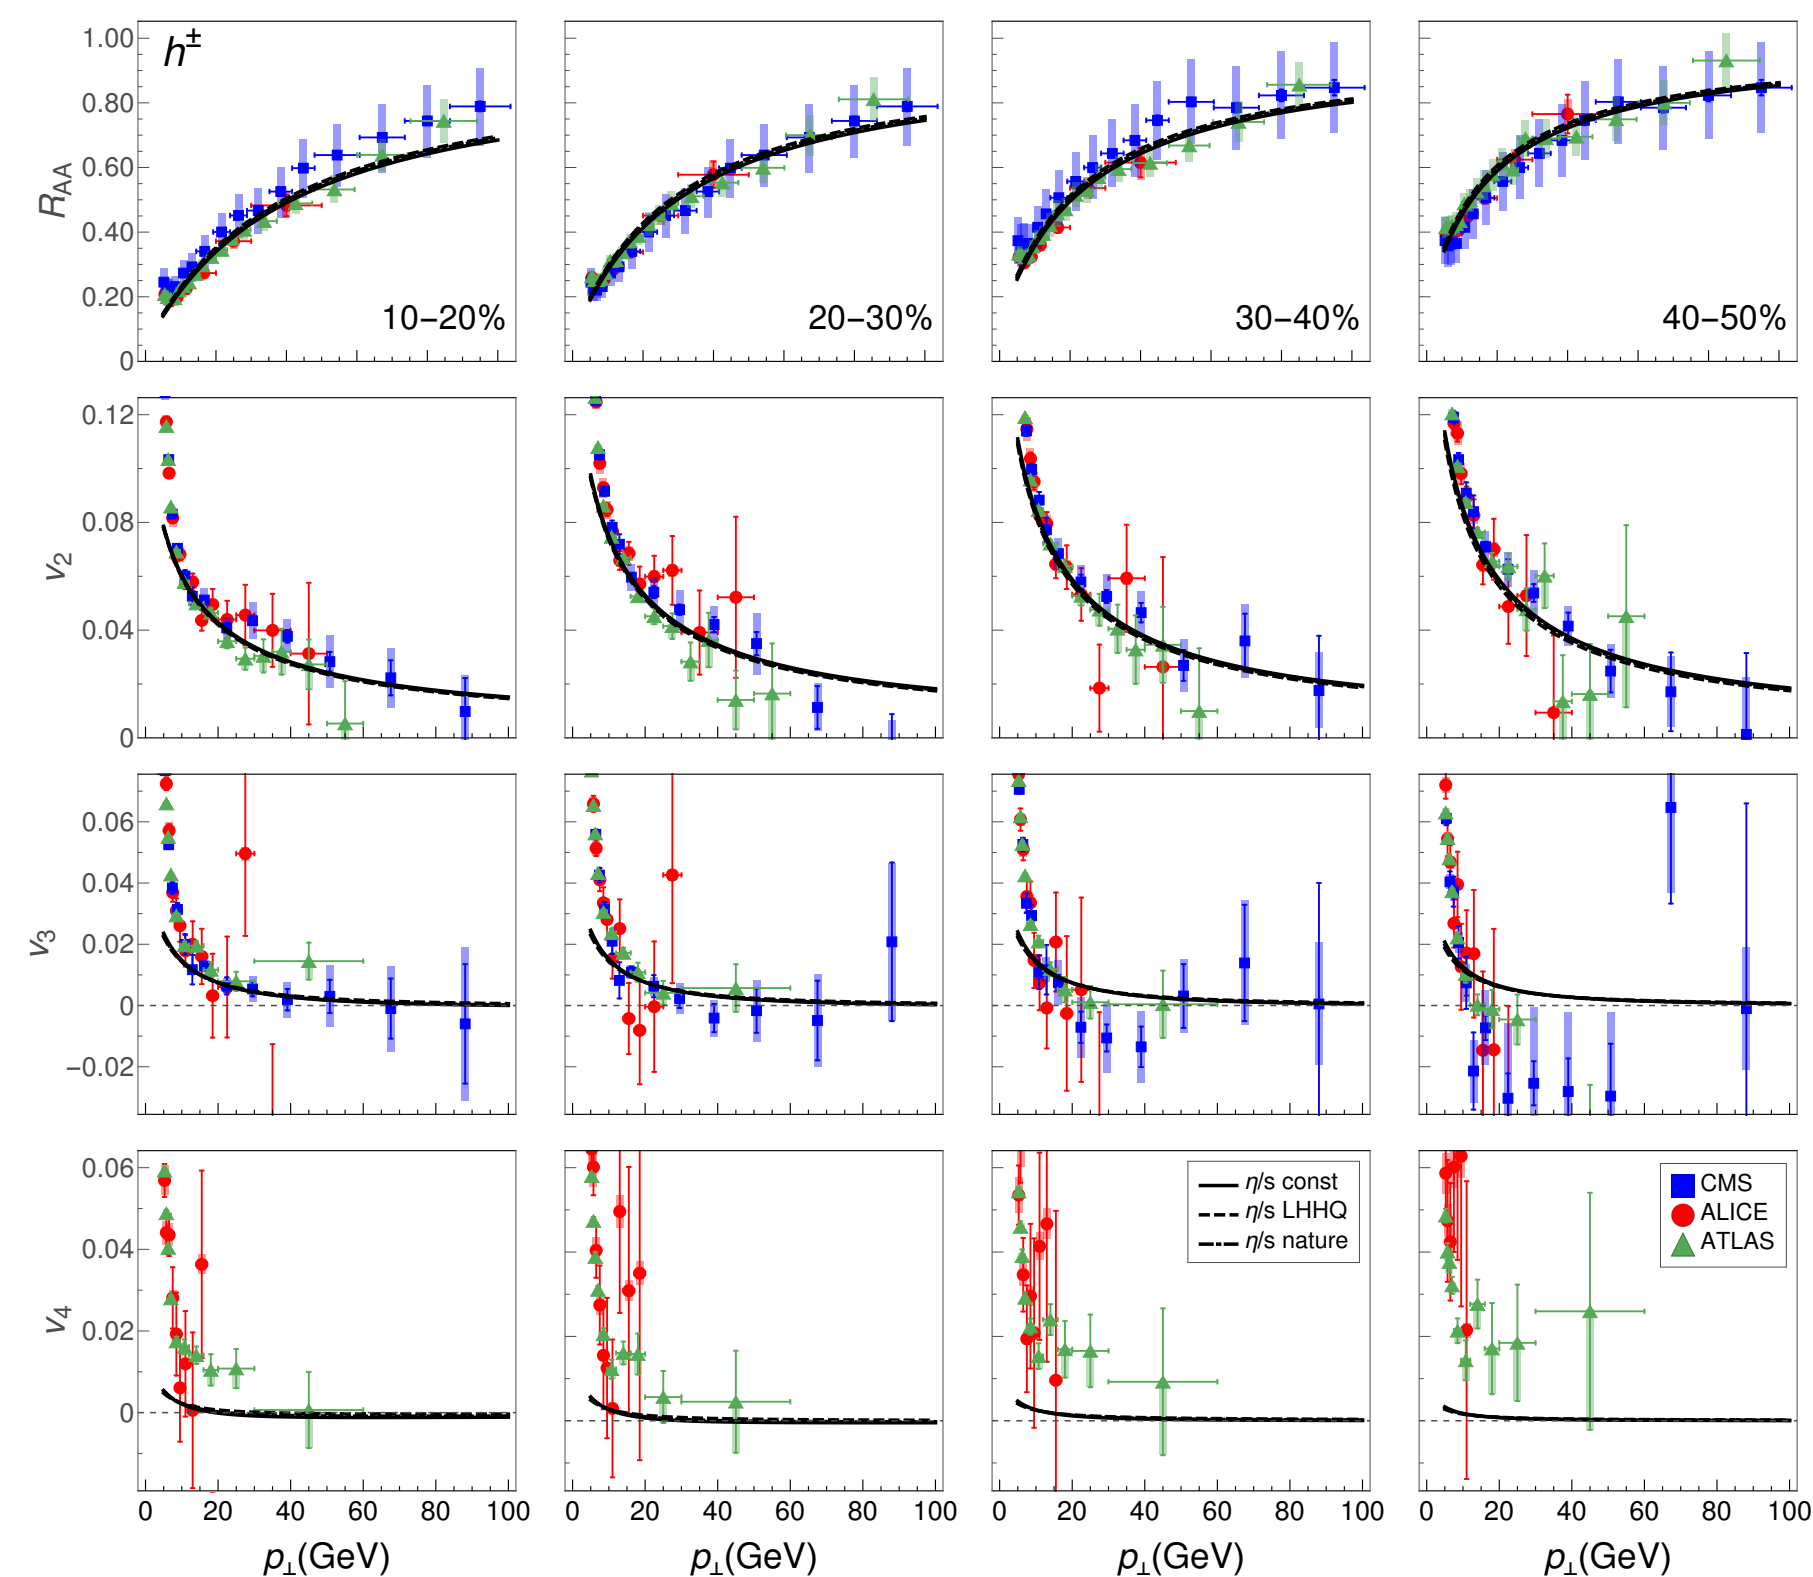 h±
1.00
0.80
0.60
0.40
0.20
0
R_AA
10−20%
20−30%
30−40%
40−50%
0.12
0.08
0.04
0
v₂
0.06
0.04
0.02
0
−0.02
v₃
0.06
0.04
0.02
0
v₄
η/s const
η/s LHHQ
η/s nature
CMS
ALICE
ATLAS
0 20 40 60 80 100
0 20 40 60 80 100
0 20 40 60 80 100
0 20 40 60 80 100
p⊥(GeV)
p⊥(GeV)
p⊥(GeV)
p⊥(GeV)